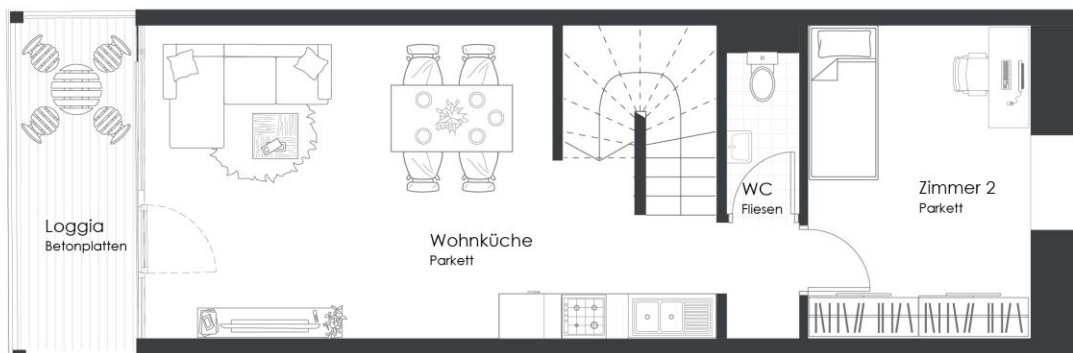 Loggia
Betonplatten
Wohnküche
Parkett
WC
Fliesen
Zimmer 2
Parkett